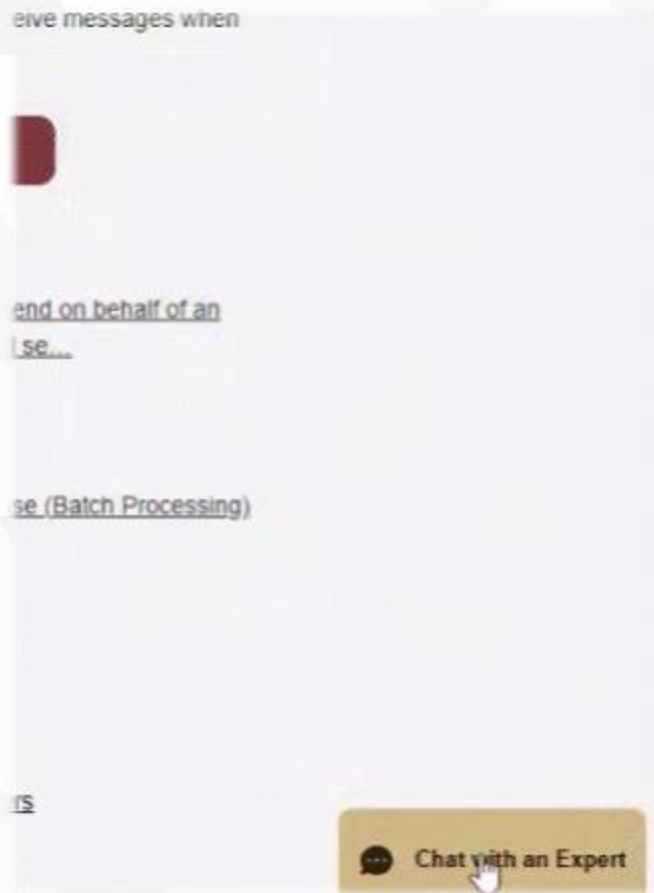 eive messages when
end on behalf of an
l se...
se (Batch Processing)
rs
Chat with an Expert